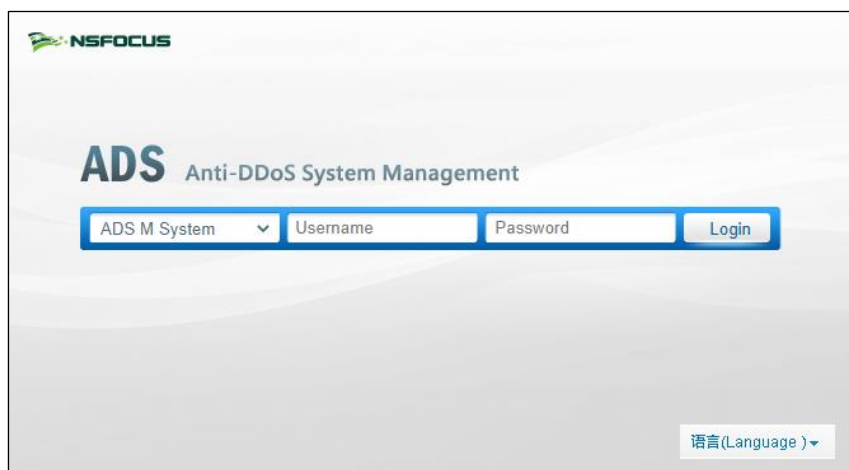 NSFOCUS
ADS Anti-DDoS System Management
ADS M System Username Password Login
语言(Language )